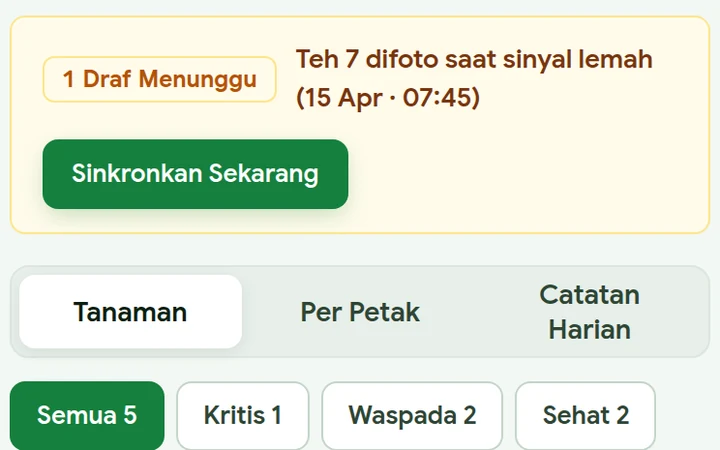 1 Draf Menunggu
Teh 7 difoto saat sinyal lemah
(15 Apr · 07:45)
Sinkronkan Sekarang
Tanaman
Per Petak
Catatan
Harian
Semua 5
Kritis 1
Waspada 2
Sehat 2